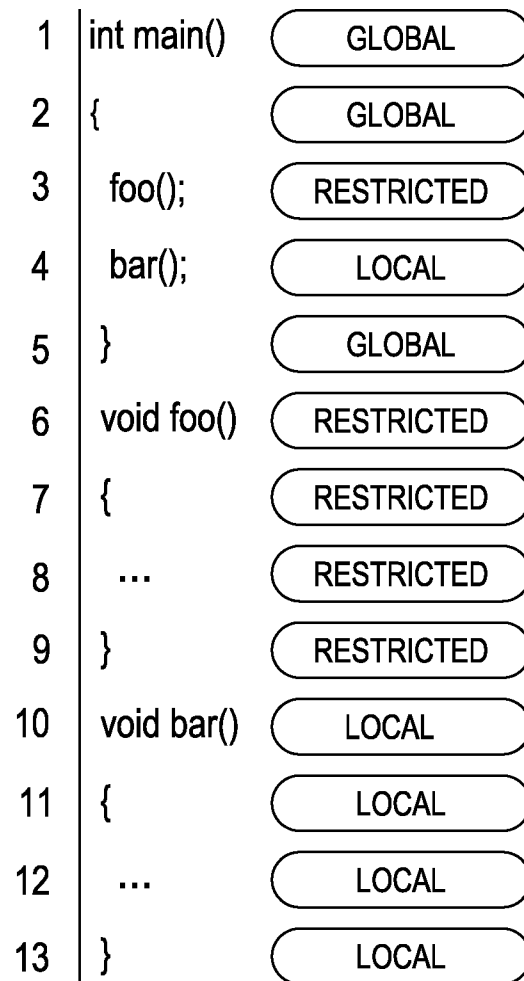 1 int main() GLOBAL
2 { GLOBAL
3 foo(); RESTRICTED
4 bar(); LOCAL
5 } GLOBAL
6 void foo() RESTRICTED
7 { RESTRICTED
8 ... RESTRICTED
9 } RESTRICTED
10 void bar() LOCAL
11 { LOCAL
12 ... LOCAL
13 } LOCAL